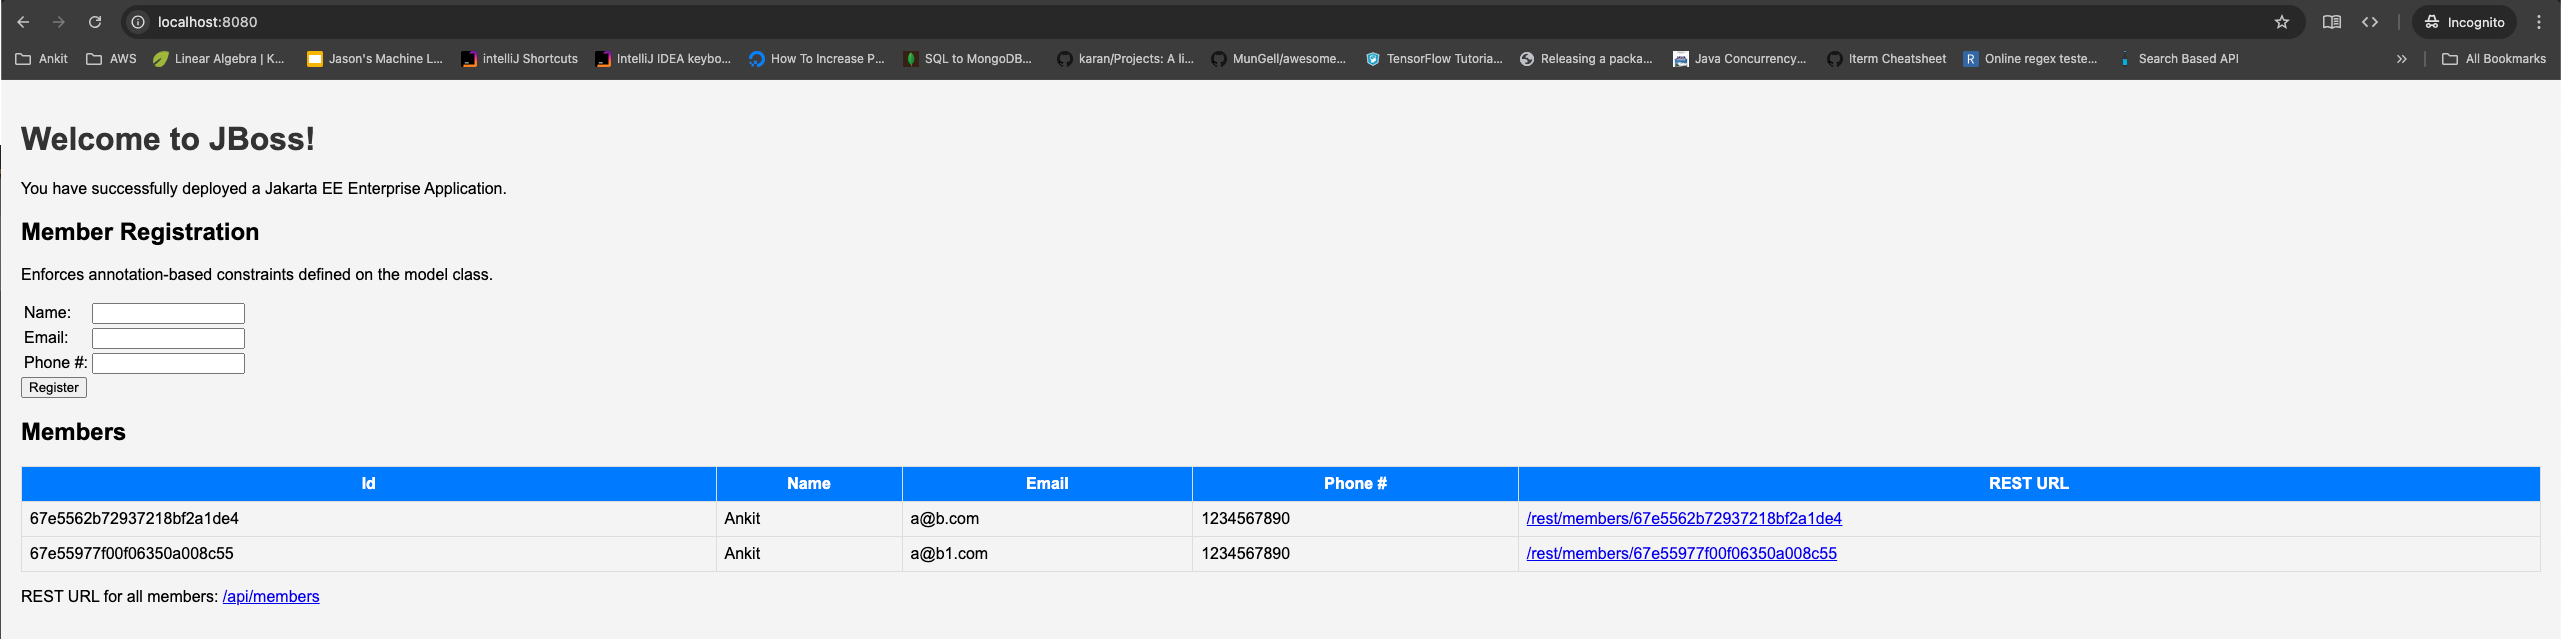 localhost:8080 Incognito
Ankit AWS Linear Algebra | K... Jason's Machine L... intelliJ Shortcuts IntelliJ IDEA keybo... How To Increase P... SQL to MongoDB... karan/Projects: A li... MunGell/awesome... TensorFlow Tutoria... Releasing a packa... Java Concurrency... Iterm Cheatsheet R Online regex teste... Search Based API » All Bookmarks
Welcome to JBoss!
You have successfully deployed a Jakarta EE Enterprise Application.
Member Registration
Enforces annotation-based constraints defined on the model class.
Name:
Email:
Phone #:
Register
Members
Id Name Email Phone # REST URL
67e5562b72937218bf2a1de4 Ankit a@b.com 1234567890 /rest/members/67e5562b72937218bf2a1de4
67e55977f00f06350a008c55 Ankit a@b1.com 1234567890 /rest/members/67e55977f00f06350a008c55
REST URL for all members: /api/members